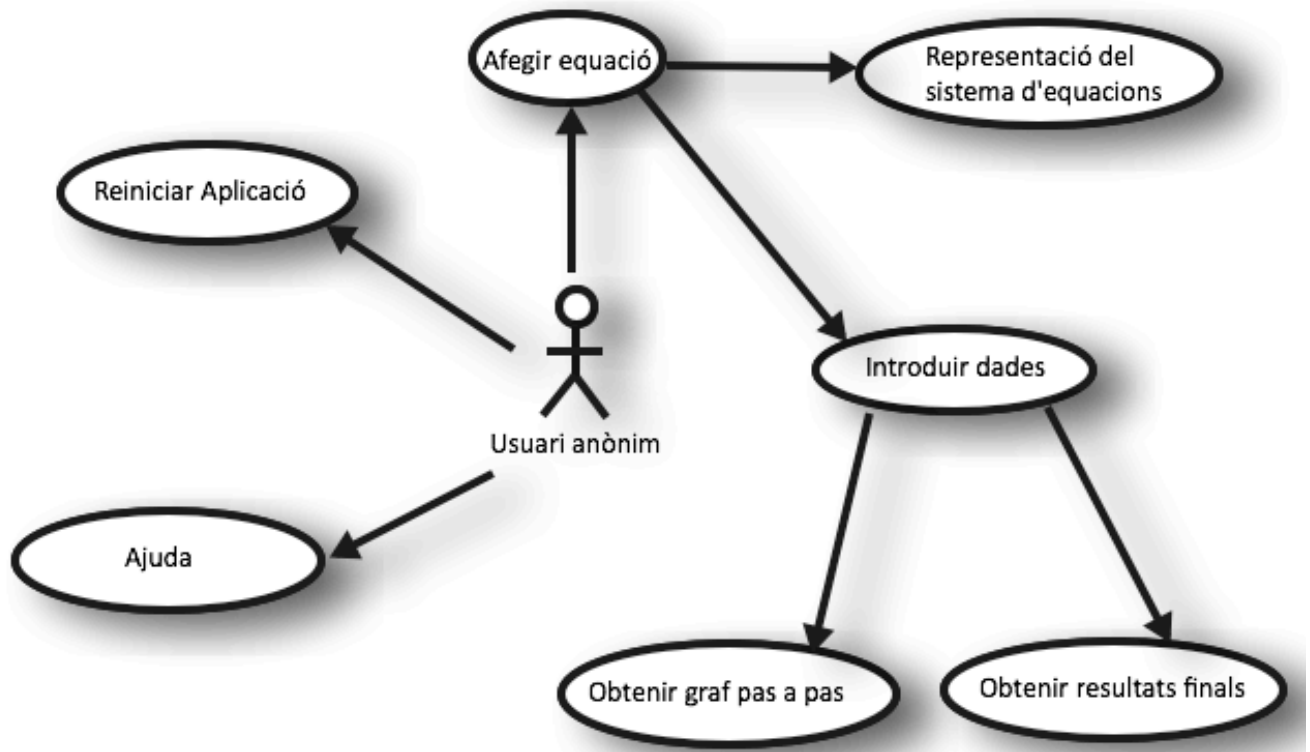 Afegir equació
Representació del
sistema d'equacions
Reiniciar Aplicació
Introduir dades
Usuari anònim
Ajuda
Obtenir graf pas a pas
Obtenir resultats finals